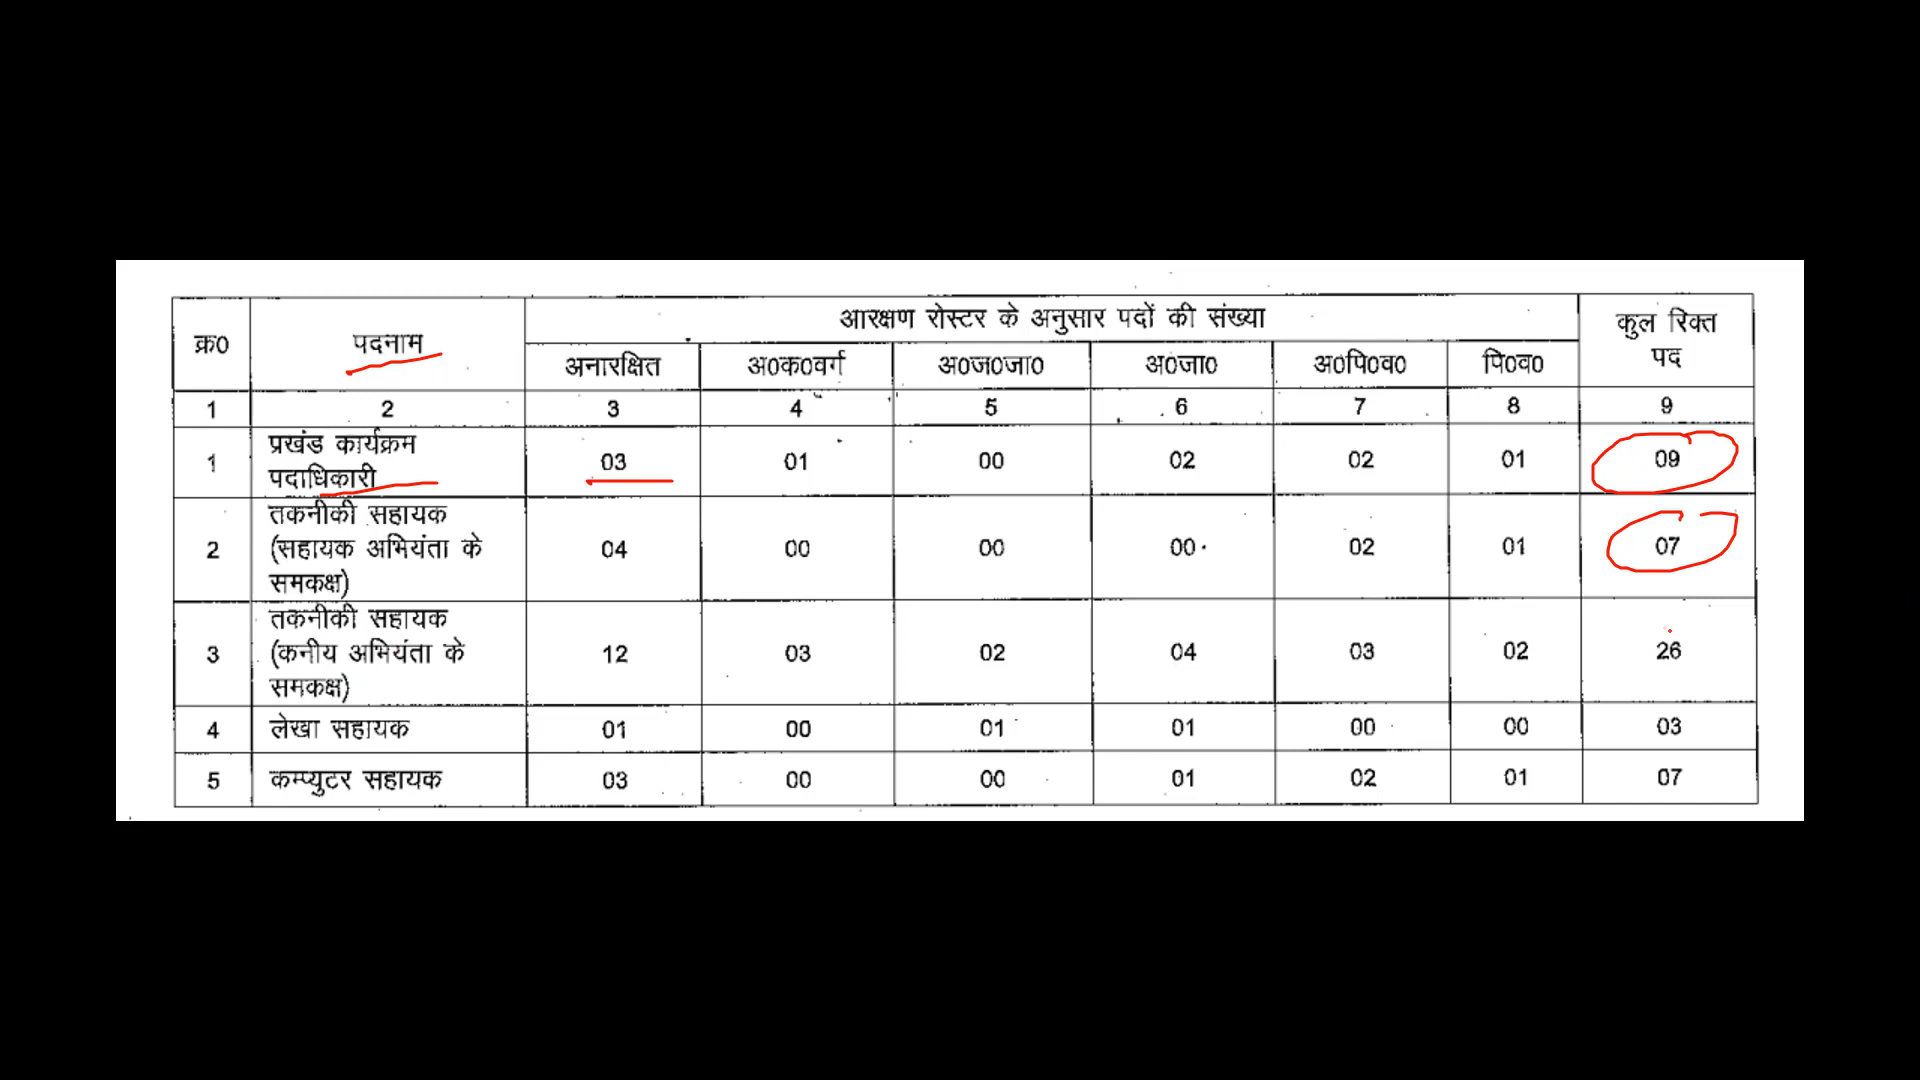 क्र0 पदनाम आरक्षण रोस्टर के अनुसार पदों की संख्या कुल रिक्त पद
अनारक्षित अ0क0वर्ग अ0ज0जा0 अ0जा0 अ0पि0व0 पि0व0
1 2 3 4 5 6 7 8 9
1 प्रखंड कार्यक्रम पदाधिकारी 03 01 00 02 02 01 09
2 तकनीकी सहायक (सहायक अभियंता के समकक्ष) 04 00 00 00 02 01 07
3 तकनीकी सहायक (कनीय अभियंता के समकक्ष) 12 03 02 04 03 02 26
4 लेखा सहायक 01 00 01 01 00 00 03
5 कम्प्युटर सहायक 03 00 00 01 02 01 07